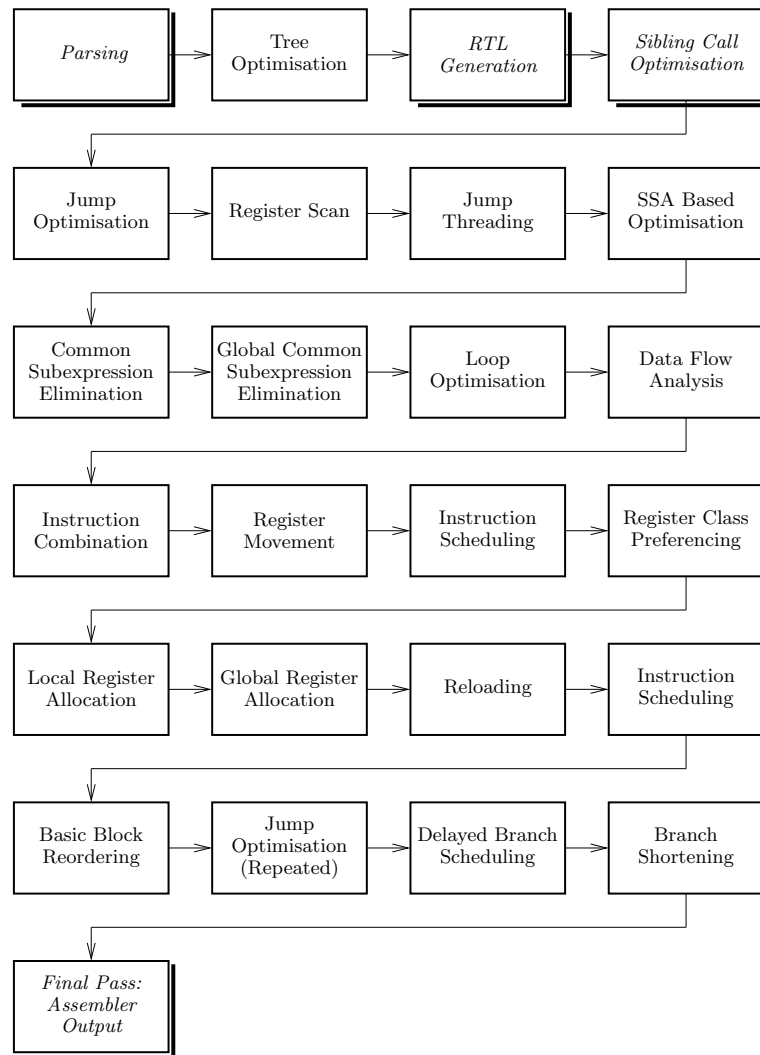 Parsing
Tree
Optimisation
RTL
Generation
Sibling Call
Optimisation
Jump
Optimisation
Register Scan
Jump
Threading
SSA Based
Optimisation
Common
Subexpression
Elimination
Global Common
Subexpression
Elimination
Loop
Optimisation
Data Flow
Analysis
Instruction
Combination
Register
Movement
Instruction
Scheduling
Register Class
Preferencing
Local Register
Allocation
Global Register
Allocation
Reloading
Instruction
Scheduling
Basic Block
Reordering
Jump
Optimisation
(Repeated)
Delayed Branch
Scheduling
Branch
Shortening
Final Pass:
Assembler
Output